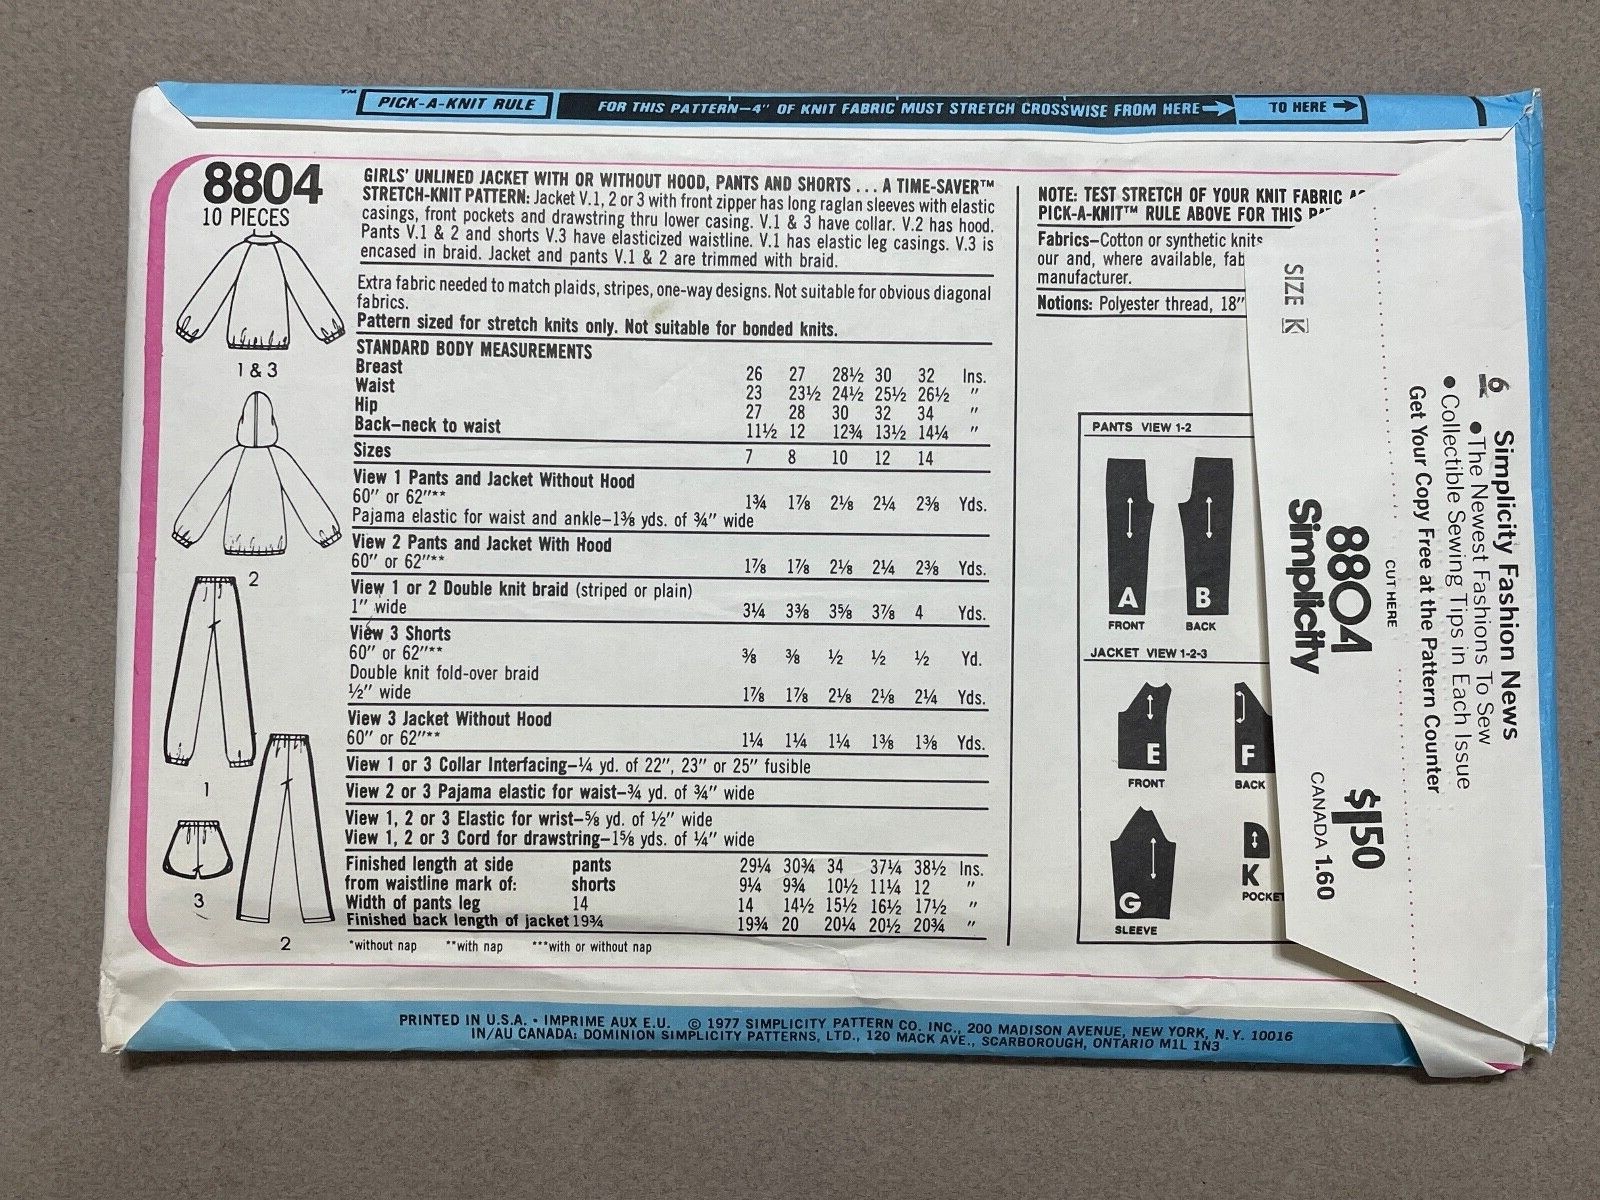 ™ PICK-A-KNIT RULE FOR THIS PATTERN—4" OF KNIT FABRIC MUST STRETCH CROSSWISE FROM HERE→ TO HERE →
8804
10 PIECES
1 & 3
2
1
3
2
GIRLS' UNLINED JACKET WITH OR WITHOUT HOOD, PANTS AND SHORTS . . . A TIME-SAVER™
STRETCH-KNIT PATTERN: Jacket V.1, 2 or 3 with front zipper has long raglan sleeves with elastic
casings, front pockets and drawstring thru lower casing. V.1 & 3 have collar. V.2 has hood.
Pants V.1 & 2 and shorts V.3 have elasticized waistline. V.1 has elastic leg casings. V.3 is
encased in braid. Jacket and pants V.1 & 2 are trimmed with braid.
Extra fabric needed to match plaids, stripes, one-way designs. Not suitable for obvious diagonal
fabrics.
Pattern sized for stretch knits only. Not suitable for bonded knits.
STANDARD BODY MEASUREMENTS
Breast 26 27 28½ 30 32 Ins.
Waist 23 23½ 24½ 25½ 26½ "
Hip 27 28 30 32 34 "
Back—neck to waist 11½ 12 12¾ 13½ 14¼ "
Sizes 7 8 10 12 14
View 1 Pants and Jacket Without Hood
60" or 62"** 1¾ 1⅞ 2⅛ 2¼ 2⅜ Yds.
Pajama elastic for waist and ankle—1⅜ yds. of ¾" wide
View 2 Pants and Jacket With Hood
60" or 62"** 1⅞ 1⅞ 2⅛ 2¼ 2⅜ Yds.
View 1 or 2 Double knit braid (striped or plain)
1" wide 3¼ 3⅜ 3⅝ 3⅞ 4 Yds.
View 3 Shorts
60" or 62"** ⅜ ⅜ ½ ½ ½ Yd.
Double knit fold-over braid
½" wide 1⅞ 1⅞ 2⅛ 2⅛ 2¼ Yds.
View 3 Jacket Without Hood
60" or 62"** 1¼ 1¼ 1¼ 1⅜ 1⅜ Yds.
View 1 or 3 Collar Interfacing—¼ yd. of 22", 23" or 25" fusible
View 2 or 3 Pajama elastic for waist—¾ yd. of ¾" wide
View 1, 2 or 3 Elastic for wrist—⅝ yd. of ½" wide
View 1, 2 or 3 Cord for drawstring—1⅝ yds. of ¼" wide
Finished length at side pants 29¼ 30¾ 34 37¼ 38½ Ins.
from waistline mark of: shorts 9¼ 9¾ 10½ 11¼ 12 "
Width of pants leg 14 14 14½ 15½ 16½ 17½ "
Finished back length of jacket 19¾ 19¾ 20 20¼ 20½ 20¾ "
*without nap **with nap ***with or without nap
NOTE: TEST STRETCH OF YOUR KNIT FABRIC
PICK-A-KNIT™ RULE ABOVE FOR THIS
Fabrics—Cotton or synthetic knits
our and, where available, fab
manufacturer.
Notions: Polyester thread, 18"
PANTS VIEW 1-2
A B
FRONT BACK
JACKET VIEW 1-2-3
E F
FRONT BACK
G K
SLEEVE POCKET
SIZE K
8804
Simplicity
CUT HERE
$1.50
CANADA 1.60
6 Simplicity Fashion News
• The Newest Fashions To Sew
• Collectible Sewing Tips in Each Issue
Get Your Copy Free at the Pattern Counter
PRINTED IN U.S.A. • IMPRIME AUX E.U. © 1977 SIMPLICITY PATTERN CO. INC., 200 MADISON AVENUE, NEW YORK, N.Y. 10016
IN/AU CANADA: DOMINION SIMPLICITY PATTERNS, LTD., 120 MACK AVE., SCARBOROUGH, ONTARIO M1L 1N3